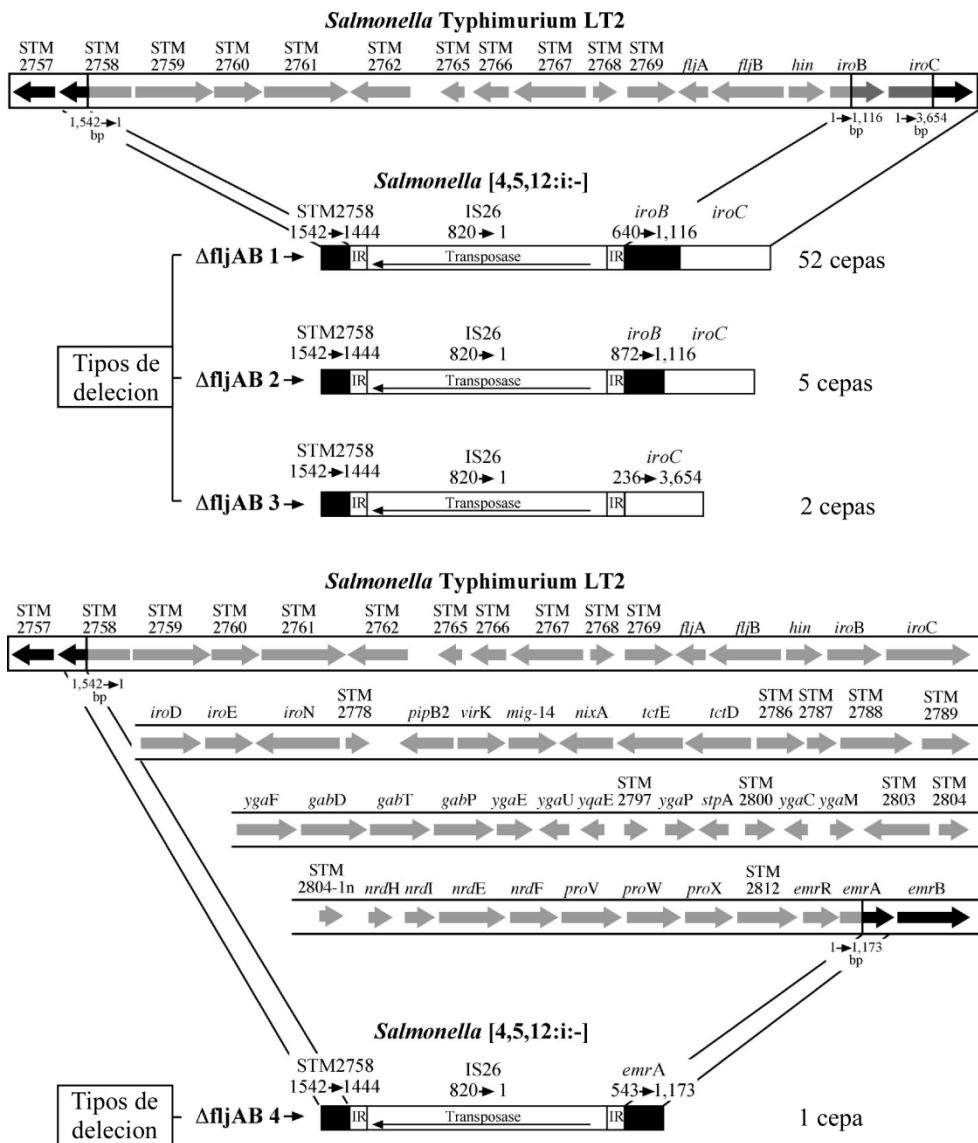 Salmonella Typhimurium LT2
STM STM STM STM STM STM STM STM STM STM STM
2757 2758 2759 2760 2761 2762 2765 2766 2767 2768 2769 fljA fljB hin iroB iroC
1,542→1
bp
1→1,116
bp
1→3,654
bp
Salmonella [4,5,12:i:-]
STM2758 IS26 iroB iroC
1542→1444 820→1 640→1,116
ΔfljAB 1 → IR Transposase IR 52 cepas
STM2758 IS26 iroB iroC
1542→1444 820→1 872→1,116
Tipos de
delecion
ΔfljAB 2 → IR Transposase IR 5 cepas
STM2758 IS26 iroC
1542→1444 820→1 236→3,654
ΔfljAB 3 → IR Transposase IR 2 cepas
Salmonella Typhimurium LT2
STM STM STM STM STM STM STM STM STM STM STM
2757 2758 2759 2760 2761 2762 2765 2766 2767 2768 2769 fljA fljB hin iroB iroC
1,542→1
bp
STM STM STM STM STM
iroD iroE iroN 2778 pipB2 virK mig-14 nixA tctE tctD 2786 2787 2788 2789
STM STM STM STM
ygaF gabD gabT gabP ygaE ygaU yqaE 2797 ygaP stpA 2800 ygaC ygaM 2803 2804
STM STM
2804-1n nrdH nrdI nrdE nrdF proV proW proX 2812 emrR emrA emrB
1→1,173
bp
Salmonella [4,5,12:i:-]
STM2758 IS26 emrA
1542→1444 820→1 543→1,173
Tipos de
delecion
ΔfljAB 4 → IR Transposase IR 1 cepa